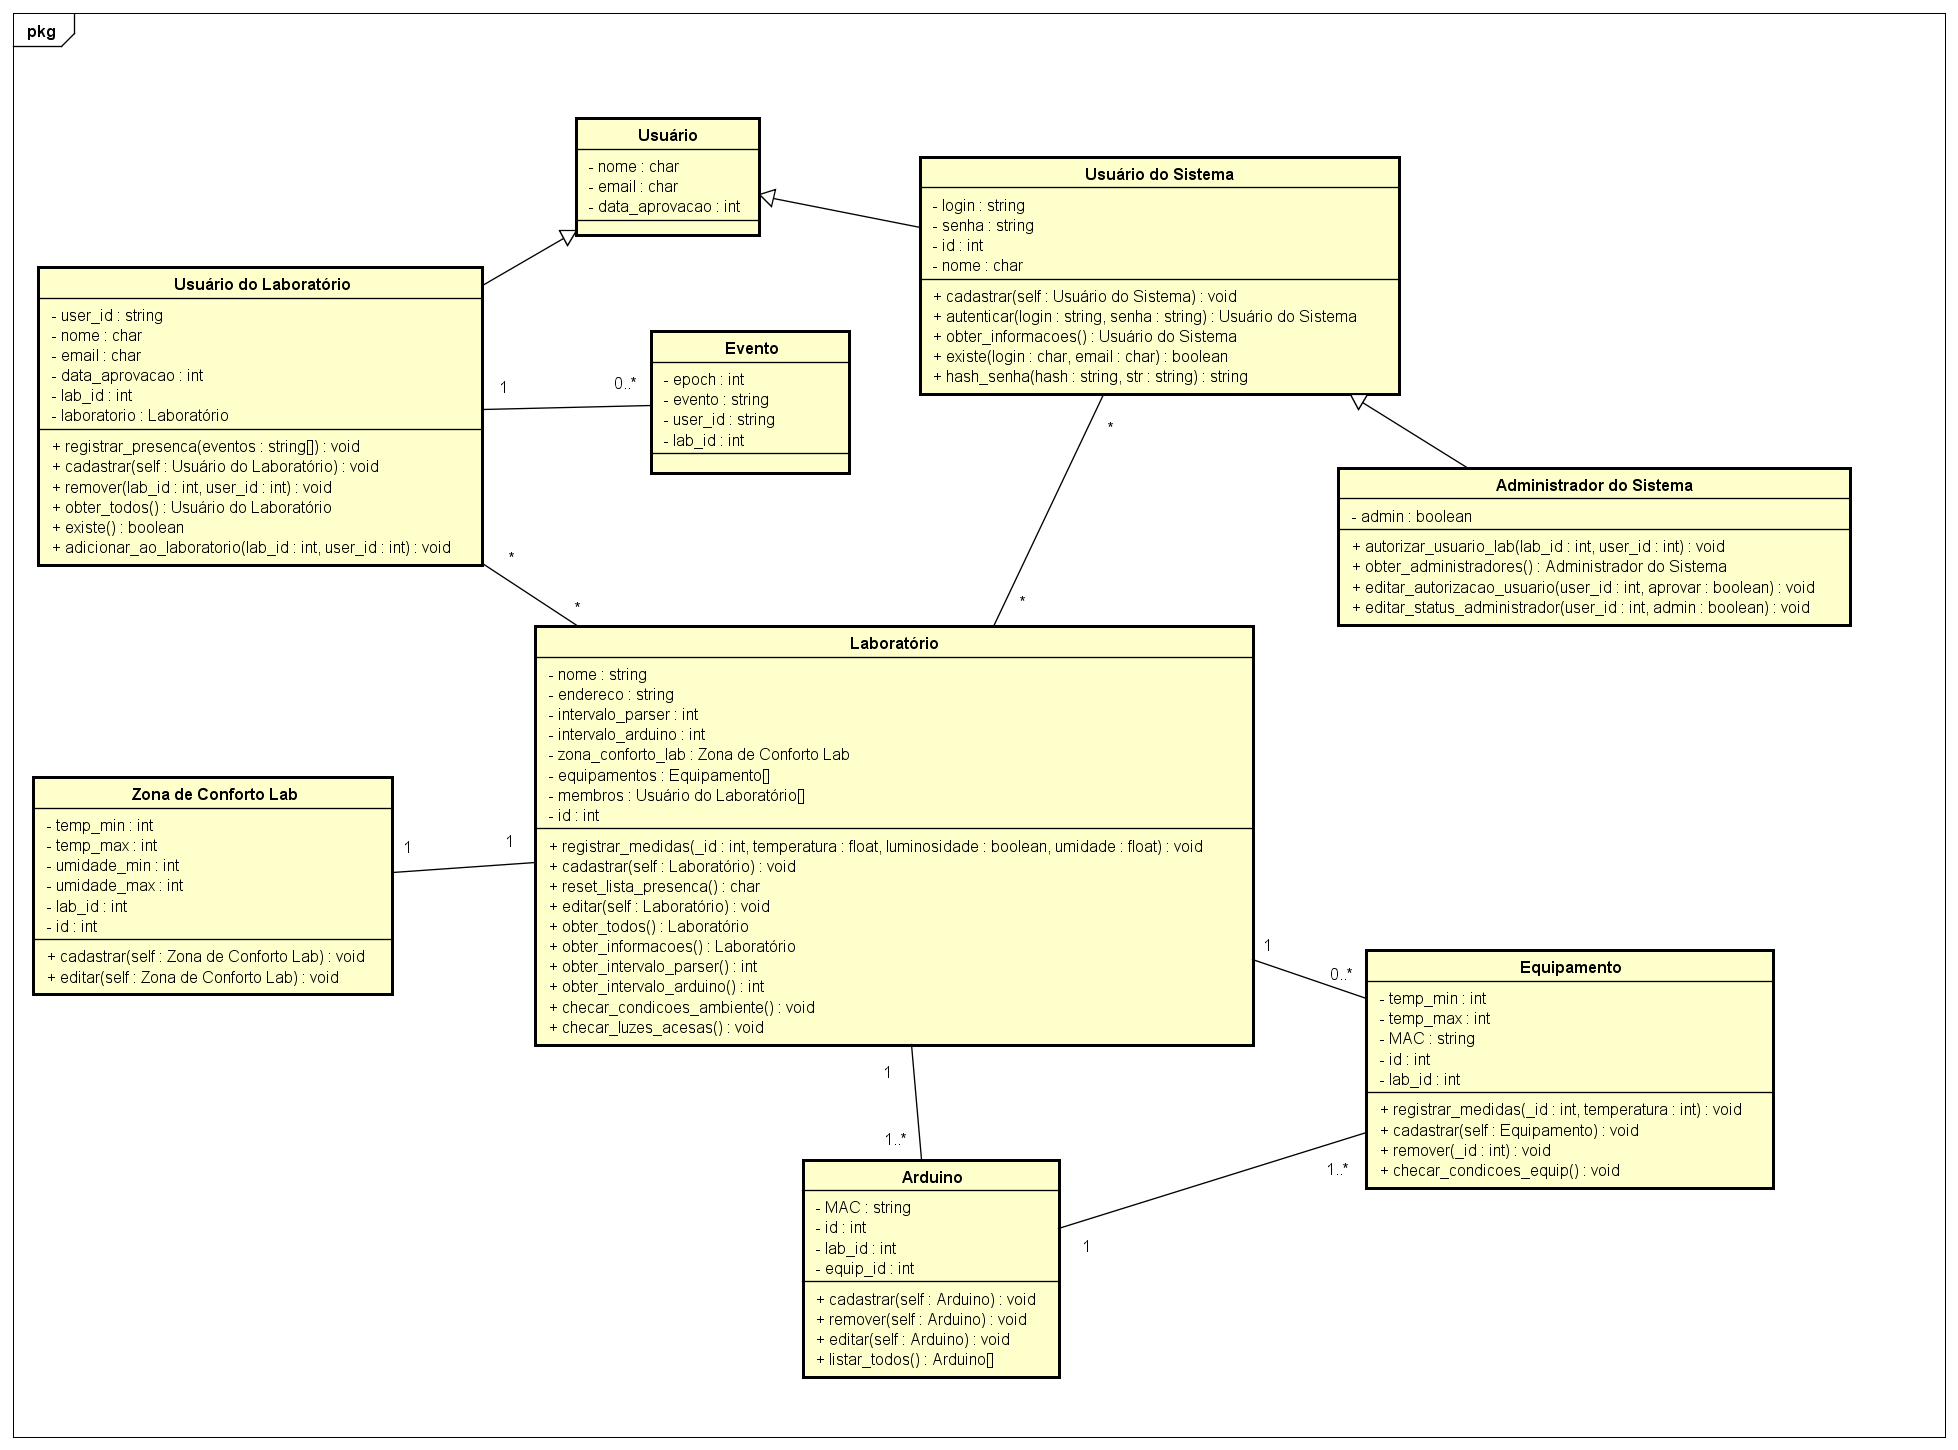 pkg
Usuário
- nome : char
- email : char
- data_aprovacao : int
Usuário do Sistema
- login : string
- senha : string
- id : int
- nome : char
+ cadastrar(self : Usuário do Sistema) : void
+ autenticar(login : string, senha : string) : Usuário do Sistema
+ obter_informacoes() : Usuário do Sistema
+ existe(login : char, email : char) : boolean
+ hash_senha(hash : string, str : string) : string
Usuário do Laboratório
- user_id : string
- nome : char
- email : char
- data_aprovacao : int
- lab_id : int
- laboratorio : Laboratório
+ registrar_presenca(eventos : string[]) : void
+ cadastrar(self : Usuário do Laboratório) : void
+ remover(lab_id : int, user_id : int) : void
+ obter_todos() : Usuário do Laboratório
+ existe() : boolean
+ adicionar_ao_laboratorio(lab_id : int, user_id : int) : void
1
0..*
Evento
- epoch : int
- evento : string
- user_id : string
- lab_id : int
*
*
*
*
Administrador do Sistema
- admin : boolean
+ autorizar_usuario_lab(lab_id : int, user_id : int) : void
+ obter_administradores() : Administrador do Sistema
+ editar_autorizacao_usuario(user_id : int, aprovar : boolean) : void
+ editar_status_administrador(user_id : int, admin : boolean) : void
Laboratório
- nome : string
- endereco : string
- intervalo_parser : int
- intervalo_arduino : int
- zona_conforto_lab : Zona de Conforto Lab
- equipamentos : Equipamento[]
- membros : Usuário do Laboratório[]
- id : int
+ registrar_medidas(_id : int, temperatura : float, luminosidade : boolean, umidade : float) : void
+ cadastrar(self : Laboratório) : void
+ reset_lista_presenca() : char
+ editar(self : Laboratório) : void
+ obter_todos() : Laboratório
+ obter_informacoes() : Laboratório
+ obter_intervalo_parser() : int
+ obter_intervalo_arduino() : int
+ checar_condicoes_ambiente() : void
+ checar_luzes_acesas() : void
Zona de Conforto Lab
- temp_min : int
- temp_max : int
- umidade_min : int
- umidade_max : int
- lab_id : int
- id : int
+ cadastrar(self : Zona de Conforto Lab) : void
+ editar(self : Zona de Conforto Lab) : void
1
1
1
0..*
Equipamento
- temp_min : int
- temp_max : int
- MAC : string
- id : int
- lab_id : int
+ registrar_medidas(_id : int, temperatura : int) : void
+ cadastrar(self : Equipamento) : void
+ remover(_id : int) : void
+ checar_condicoes_equip() : void
1
1..*
1..*
1
Arduino
- MAC : string
- id : int
- lab_id : int
- equip_id : int
+ cadastrar(self : Arduino) : void
+ remover(self : Arduino) : void
+ editar(self : Arduino) : void
+ listar_todos() : Arduino[]